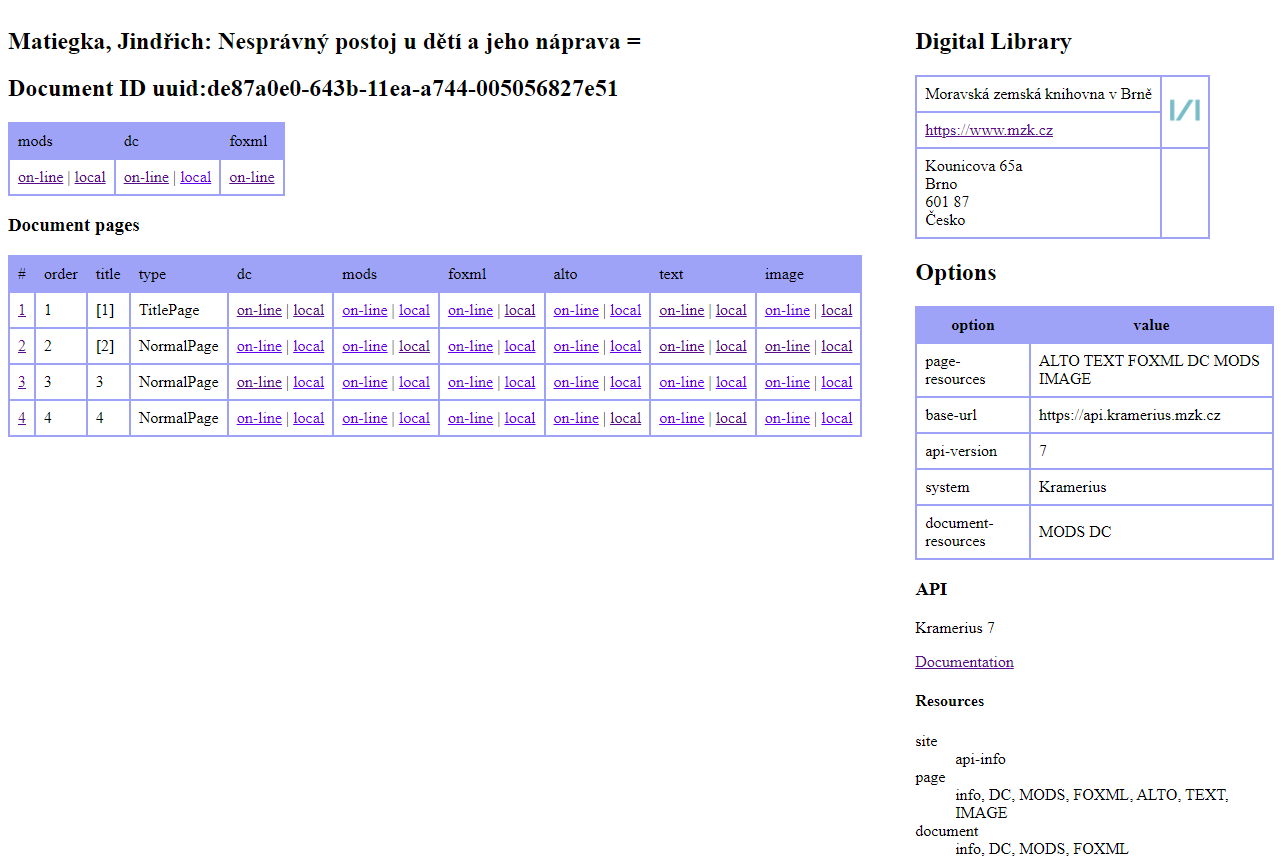 Matiegka, Jindřich: Nesprávný postoj u dětí a jeho náprava =
Document ID uuid:de87a0e0-643b-11ea-a744-005056827e51
mods dc foxml
on-line | local on-line | local on-line
Document pages
# order title type dc mods foxml alto text image
1 1 [1] TitlePage on-line | local on-line | local on-line | local on-line | local on-line | local on-line | local
2 2 [2] NormalPage on-line | local on-line | local on-line | local on-line | local on-line | local on-line | local
3 3 3 NormalPage on-line | local on-line | local on-line | local on-line | local on-line | local on-line | local
4 4 4 NormalPage on-line | local on-line | local on-line | local on-line | local on-line | local on-line | local
Digital Library
Moravská zemská knihovna v Brně
https://www.mzk.cz
Kounicova 65a
Brno
601 87
Česko
Options
option value
page-
resources
ALTO TEXT FOXML DC MODS
IMAGE
base-url https://api.kramerius.mzk.cz
api-version 7
system Kramerius
document-
resources
MODS DC
API
Kramerius 7
Documentation
Resources
site
api-info
page
info, DC, MODS, FOXML, ALTO, TEXT,
IMAGE
document
info, DC, MODS, FOXML